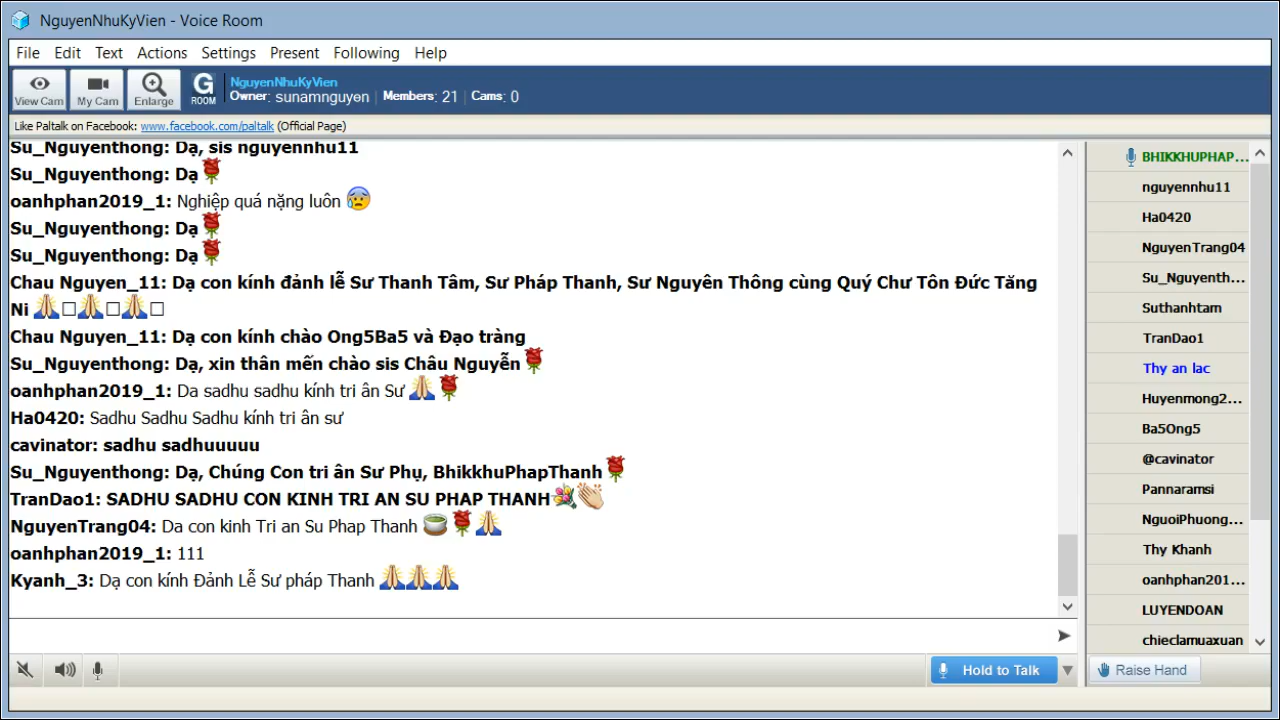 NguyenNhuKyVien - Voice Room
File Edit Text Actions Settings Present Following Help
View Cam
My Cam
Enlarge
G ROOM
NguyenNhuKyVien
Owner: sunamnguyen Members: 21 Cams: 0
Like Paltalk on Facebook: www.facebook.com/paltalk (Official Page)
Su_Nguyenthong: Dạ, sis nguyennhu11
Su_Nguyenthong: Dạ
oanhphan2019_1: Nghiệp quá nặng luôn
Su_Nguyenthong: Dạ
Su_Nguyenthong: Dạ
Chau Nguyen_11: Dạ con kính đảnh lễ Sư Thanh Tâm, Sư Pháp Thanh, Sư Nguyên Thông cùng Quý Chư Tôn Đức Tăng
Ni
Chau Nguyen_11: Dạ con kính chào Ong5Ba5 và Đạo tràng
Su_Nguyenthong: Dạ, xin thân mến chào sis Châu Nguyễn
oanhphan2019_1: Da sadhu sadhu kính tri ân Sư
Ha0420: Sadhu Sadhu Sadhu kính tri ân sư
cavinator: sadhu sadhuuuuu
Su_Nguyenthong: Dạ, Chúng Con tri ân Sư Phụ, BhikkhuPhapThanh
TranDao1: SADHU SADHU CON KINH TRI AN SU PHAP THANH
NguyenTrang04: Da con kinh Tri an Su Phap Thanh
oanhphan2019_1: 111
Kyanh_3: Dạ con kính Đảnh Lễ Sư pháp Thanh
BHIKKHUPHAP...
nguyennhu11
Ha0420
NguyenTrang04
Su_Nguyenth...
Suthanhtam
TranDao1
Thy an lac
Huyenmong2...
Ba5Ong5
@cavinator
Pannaramsi
NguoiPhuong...
Thy Khanh
oanhphan201...
LUYENDOAN
chieclamuaxuan
Hold to Talk
Raise Hand